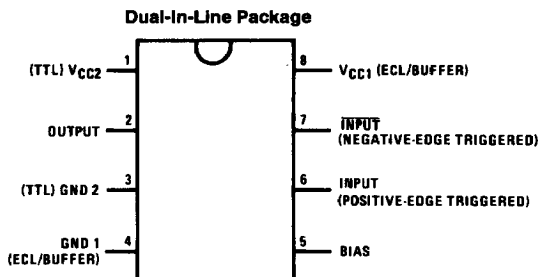 Dual-In-Line Package
(TTL) VCC2
1
8
VCC1 (ECL/BUFFER)
OUTPUT
2
7
INPUT
(NEGATIVE-EDGE TRIGGERED)
(TTL) GND 2
3
6
INPUT
(POSITIVE-EDGE TRIGGERED)
GND 1
(ECL/BUFFER)
4
5
BIAS